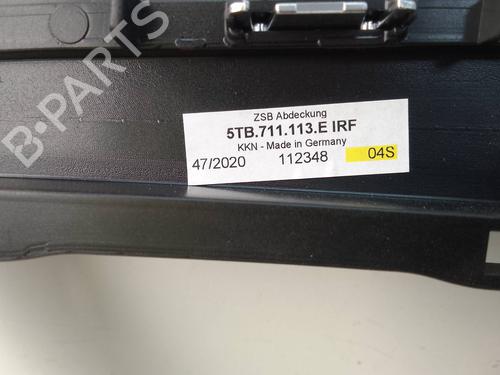 B-PARTS
ZSB Abdeckung
5TB.711.113.E IRF
KKN - Made in Germany
47/2020 112348 04S